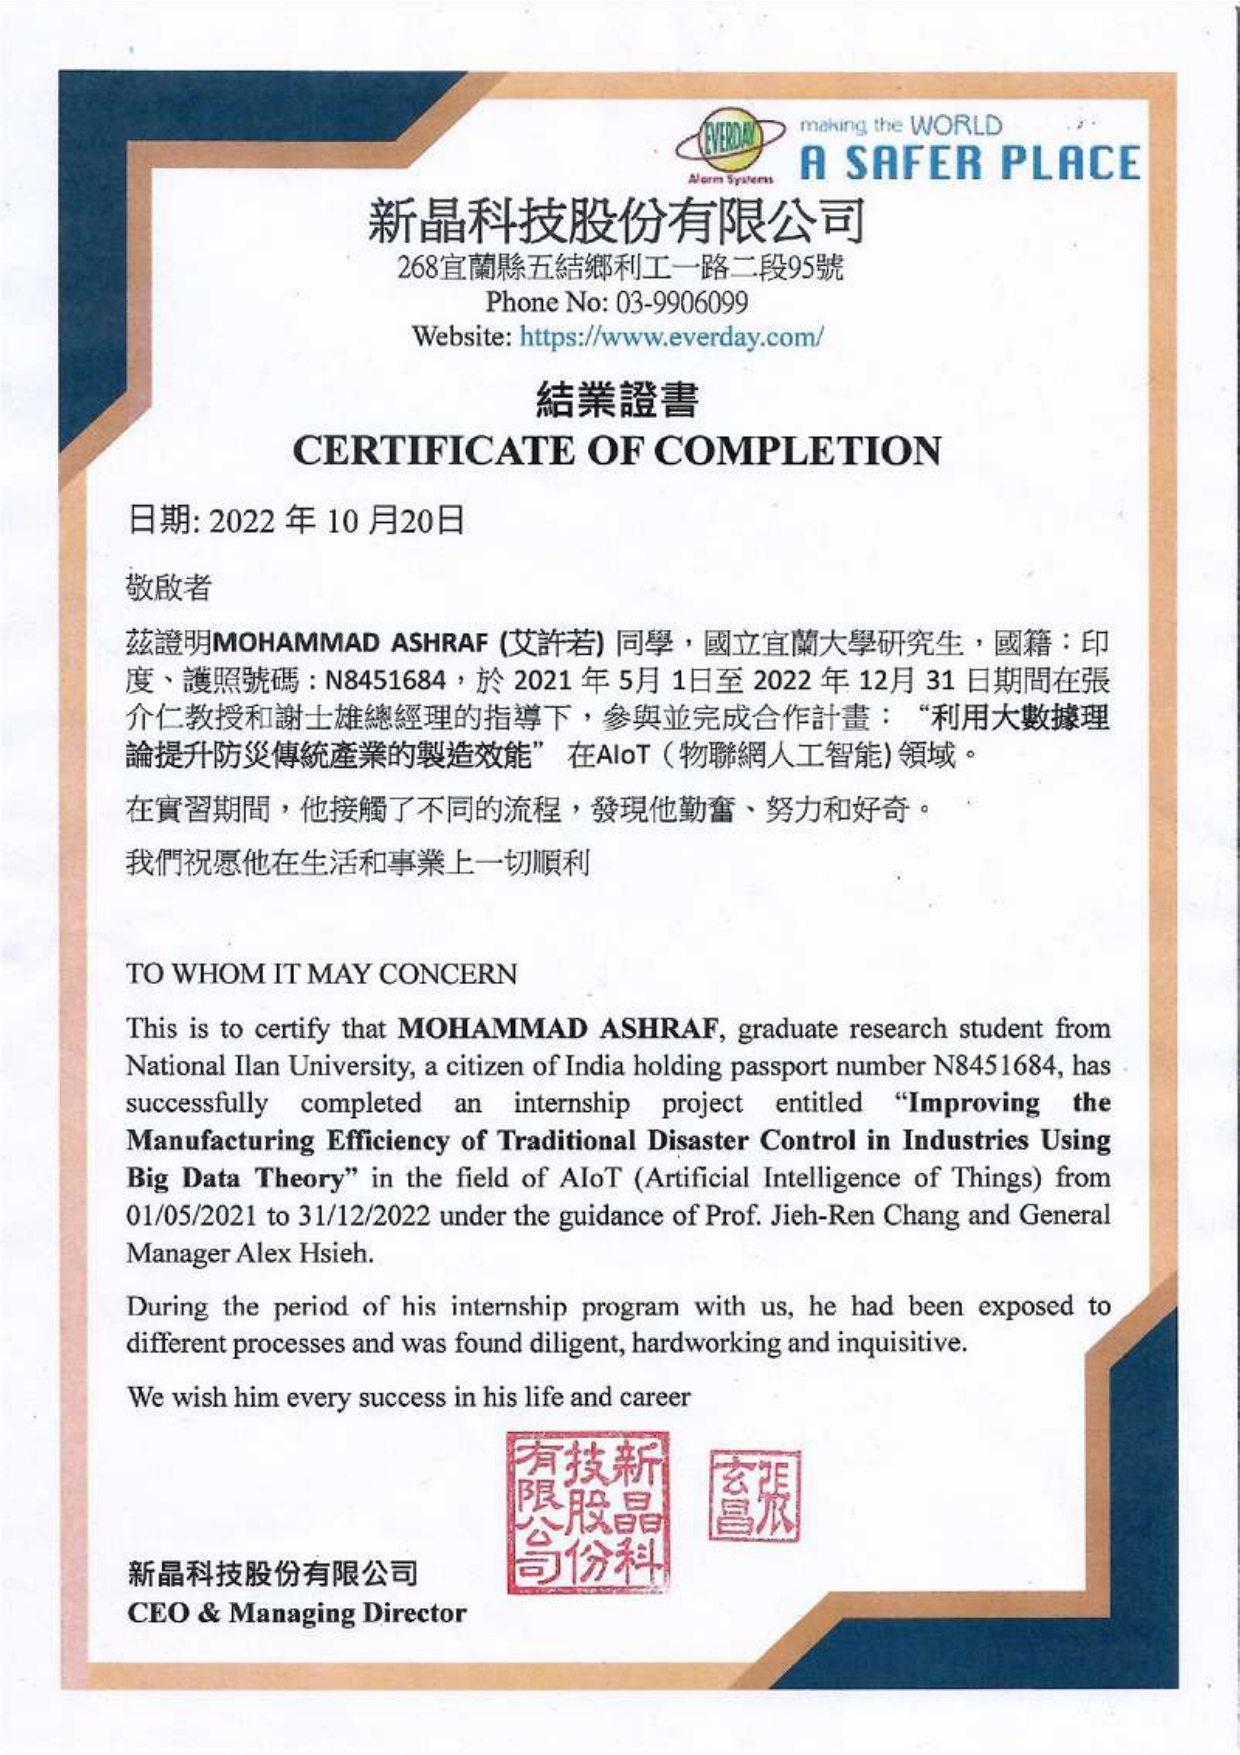 EVERDAY
Alarm Systems
making the WORLD
A SAFER PLACE
新晶科技股份有限公司
268宜蘭縣五結鄉利工一路二段95號
Phone No: 03-9906099
Website: https://www.everday.com/
結業證書
CERTIFICATE OF COMPLETION
日期: 2022 年 10 月20日
敬啟者
茲證明MOHAMMAD ASHRAF (艾許若) 同學，國立宜蘭大學研究生，國籍：印
度、護照號碼 : N8451684，於 2021 年 5月 1日至 2022 年 12月 31 日期間在張
介仁教授和謝士雄總經理的指導下，參與並完成合作計畫： “利用大數據理
論提升防災傳統產業的製造效能” 在AIoT（物聯網人工智能) 領域。
在實習期間，他接觸了不同的流程，發現他勤奮、努力和好奇。
我們祝愿他在生活和事業上一切順利
TO WHOM IT MAY CONCERN
This is to certify that MOHAMMAD ASHRAF, graduate research student from
National Ilan University, a citizen of India holding passport number N8451684, has
successfully completed an internship project entitled “Improving the
Manufacturing Efficiency of Traditional Disaster Control in Industries Using
Big Data Theory” in the field of AIoT (Artificial Intelligence of Things) from
01/05/2021 to 31/12/2022 under the guidance of Prof. Jieh-Ren Chang and General
Manager Alex Hsieh.
During the period of his internship program with us, he had been exposed to
different processes and was found diligent, hardworking and inquisitive.
We wish him every success in his life and career
新晶科
技股份
有限公司
玄昌
新晶科技股份有限公司
CEO & Managing Director